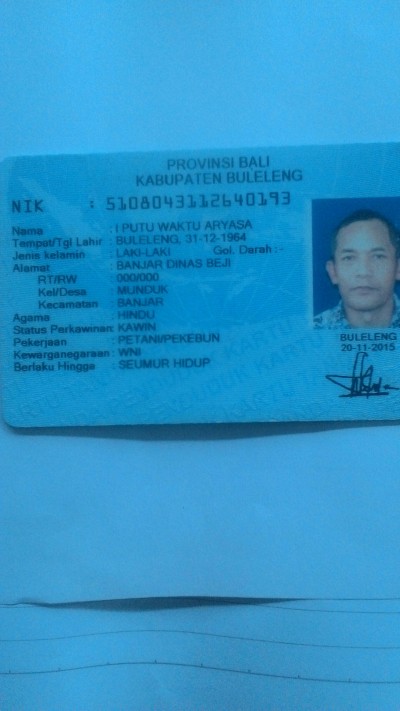 PROVINSI BALI
KABUPATEN BULELENG
NIK : 5108043112640193
Nama : I PUTU WAKTU ARYASA
Tempat/Tgl Lahir : BULELENG, 31-12-1964
Jenis kelamin : LAKI-LAKI Gol. Darah : -
Alamat : BANJAR DINAS BEJI
RT/RW : 000/000
Kel/Desa : MUNDUK
Kecamatan : BANJAR
Agama : HINDU
Status Perkawinan: KAWIN
Pekerjaan : PETANI/PEKEBUN
Kewarganegaraan: WNI
Berlaku Hingga : SEUMUR HIDUP
BULELENG
20-11-2015